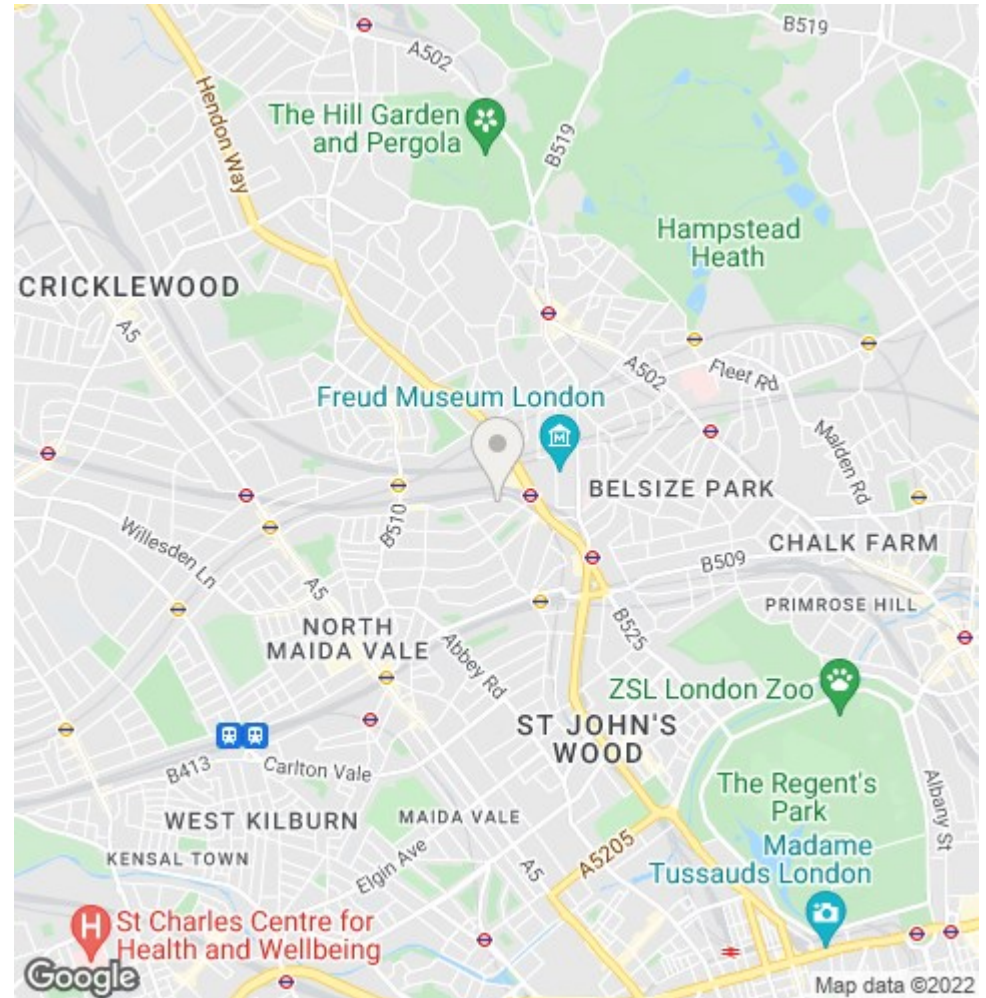 B519
A502
Hendon Way
The Hill Garden
and Pergola
B519
Hampstead
Heath
CRICKLEWOOD
A5
A502
Fleet Rd
Freud Museum London
Malden Rd
BELSIZE PARK
B510
Willesden Ln
CHALK FARM
B509
A5
PRIMROSE HILL
NORTH
MAIDA VALE
B525
Abbey Rd
ZSL London Zoo
ST JOHN'S
WOOD
B413
Carlton Vale
The Regent's
Park
Albany St
WEST KILBURN
MAIDA VALE
Madame
Tussauds London
KENSAL TOWN
Elgin Ave
A5
A5205
H
St Charles Centre for
Health and Wellbeing
Google
Map data ©2022